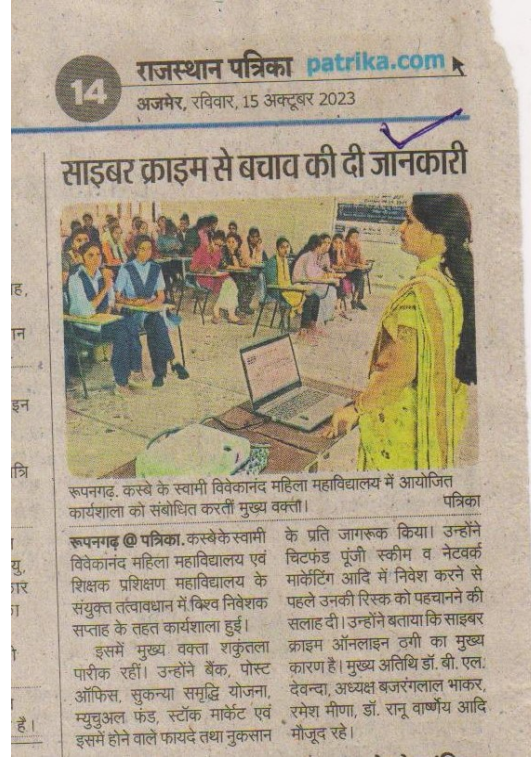 14
राजस्थान पत्रिका patrika.com
अजमेर, रविवार, 15 अक्टूबर 2023
साइबर क्राइम से बचाव की दी जानकारी
रूपनगढ़. कस्बे के स्वामी विवेकानंद महिला महाविद्यालय में आयोजित
कार्यशाला को संबोधित करतीं मुख्य वक्ता। पत्रिका
रूपनगढ़ @ पत्रिका. कस्बे के स्वामी
विवेकानंद महिला महाविद्यालय एवं
शिक्षक प्रशिक्षण महाविद्यालय के
संयुक्त तत्वावधान में विश्व निवेशक
सप्ताह के तहत कार्यशाला हुई।
इसमें मुख्य वक्ता शकुंतला
पारीक रहीं। उन्होंने बैंक, पोस्ट
ऑफिस, सुकन्या समृद्धि योजना,
म्युचुअल फंड, स्टॉक मार्केट एवं
इसमें होने वाले फायदे तथा नुकसान
के प्रति जागरूक किया। उन्होंने
चिटफंड पूंजी स्कीम व नेटवर्क
मार्केटिंग आदि में निवेश करने से
पहले उनकी रिस्क को पहचानने की
सलाह दी। उन्होंने बताया कि साइबर
क्राइम ऑनलाइन ठगी का मुख्य
कारण है। मुख्य अतिथि डॉ. बी. एल.
देवन्दा, अध्यक्ष बजरंगलाल भाकर,
रमेश मीणा, डॉ. रानू वार्ष्णेय आदि
मौजूद रहे।
है।